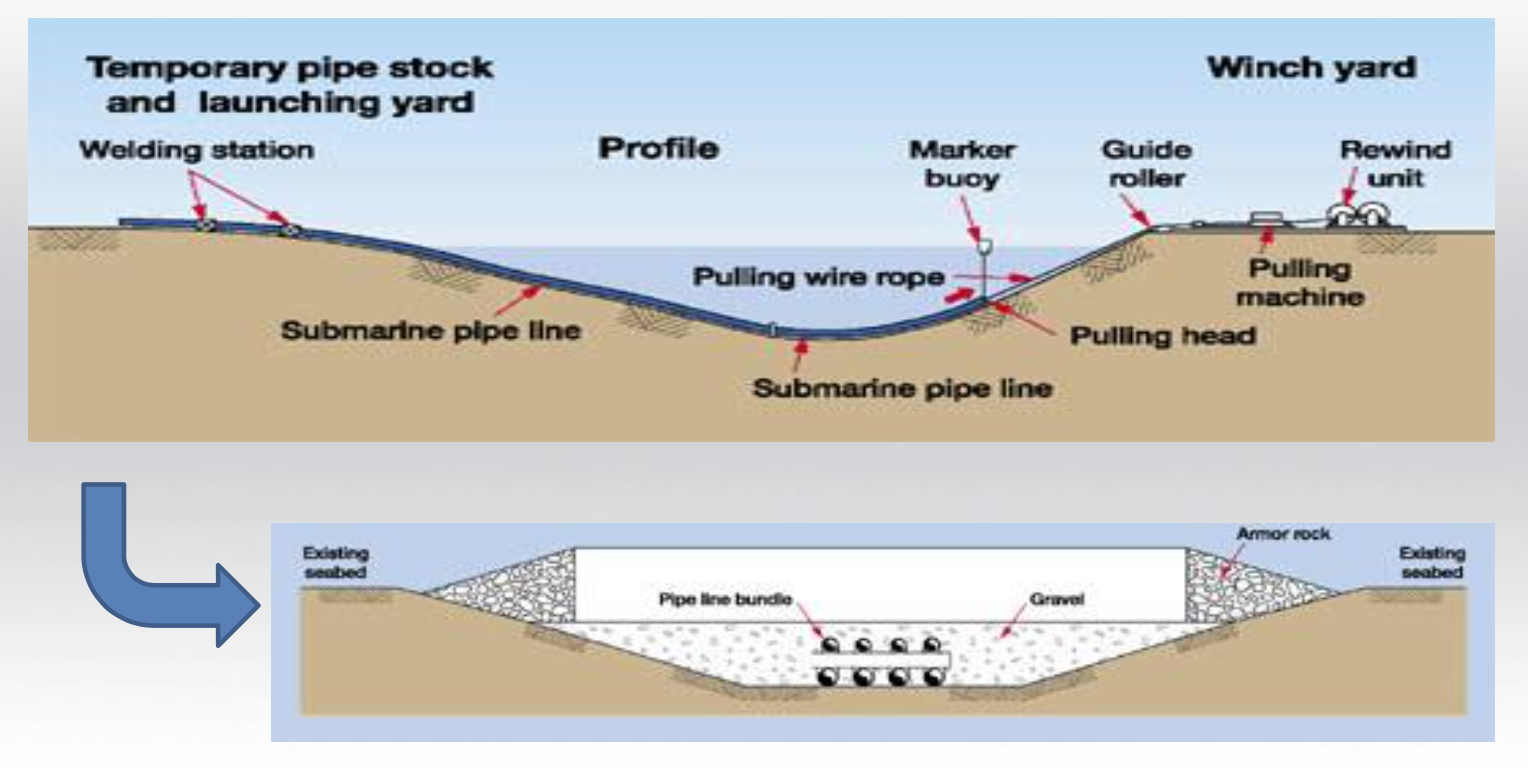 Temporary pipe stock
and launching yard
Winch yard
Welding station
Profile
Marker
buoy
Guide
roller
Rewind
unit
Pulling wire rope
Pulling
machine
Submarine pipe line
Pulling head
Submarine pipe line
Existing
seabed
Armor rock
Existing
seabed
Pipe line bundle
Gravel